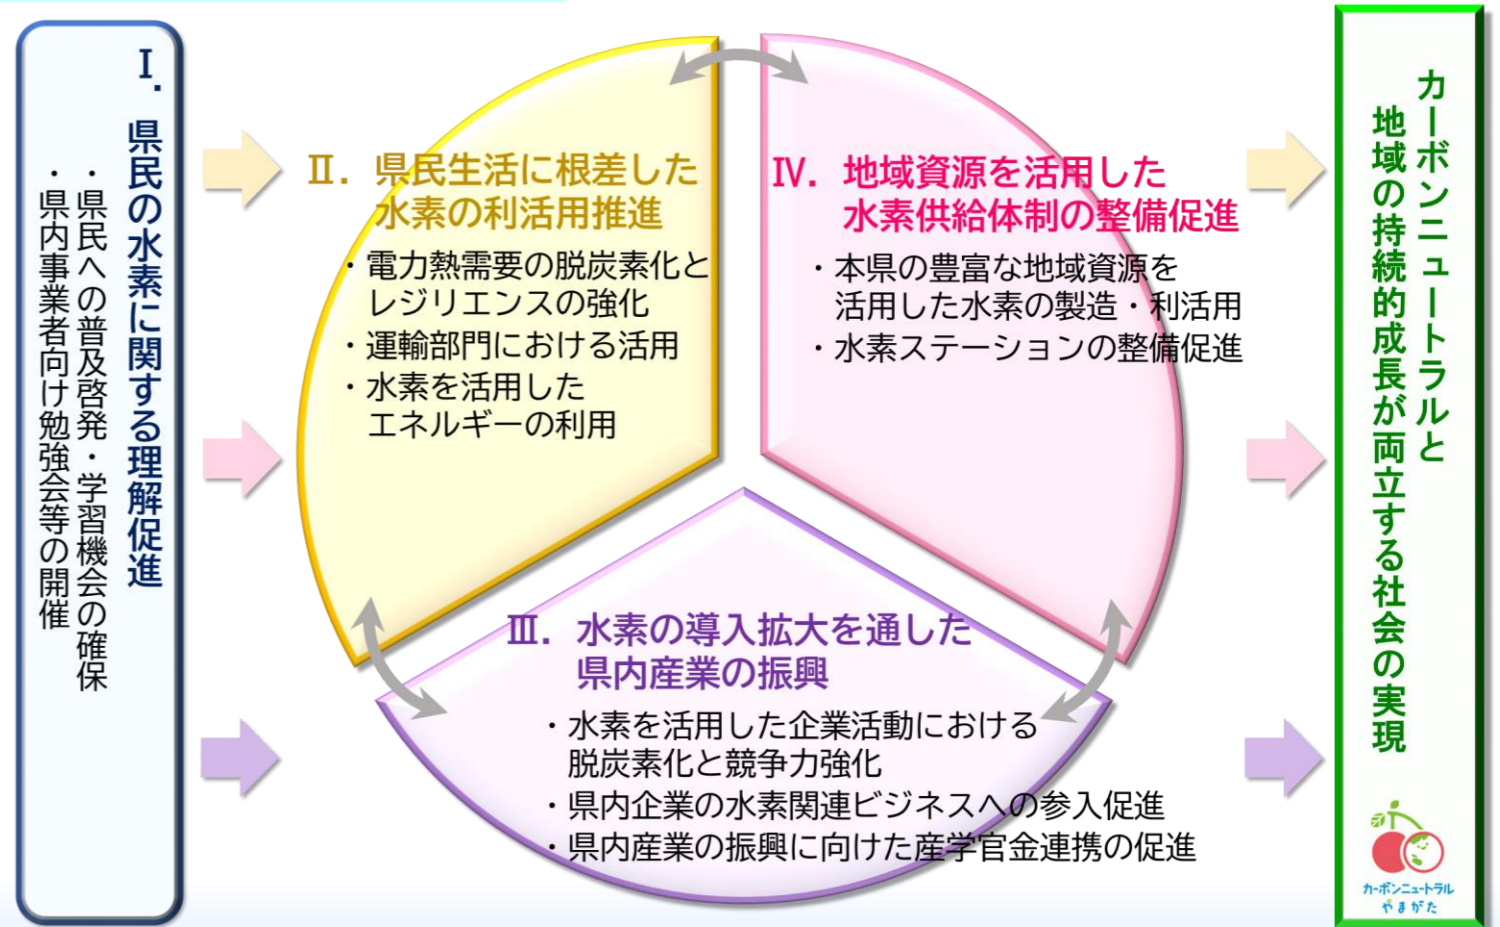 Ⅰ．県民の水素に関する理解促進
・県民への普及啓発・学習機会の確保
・県内事業者向け勉強会等の開催
Ⅱ．県民生活に根差した
水素の利活用推進
・電力熱需要の脱炭素化と
レジリエンスの強化
・運輸部門における活用
・水素を活用した
エネルギーの利用
Ⅳ．地域資源を活用した
水素供給体制の整備促進
・本県の豊富な地域資源を
活用した水素の製造・利活用
・水素ステーションの整備促進
Ⅲ．水素の導入拡大を通した
県内産業の振興
・水素を活用した企業活動における
脱炭素化と競争力強化
・県内企業の水素関連ビジネスへの参入促進
・県内産業の振興に向けた産学官金連携の促進
カーボンニュートラルと
地域の持続的成長が両立する社会の実現
カーボンニュートラル
やまがた